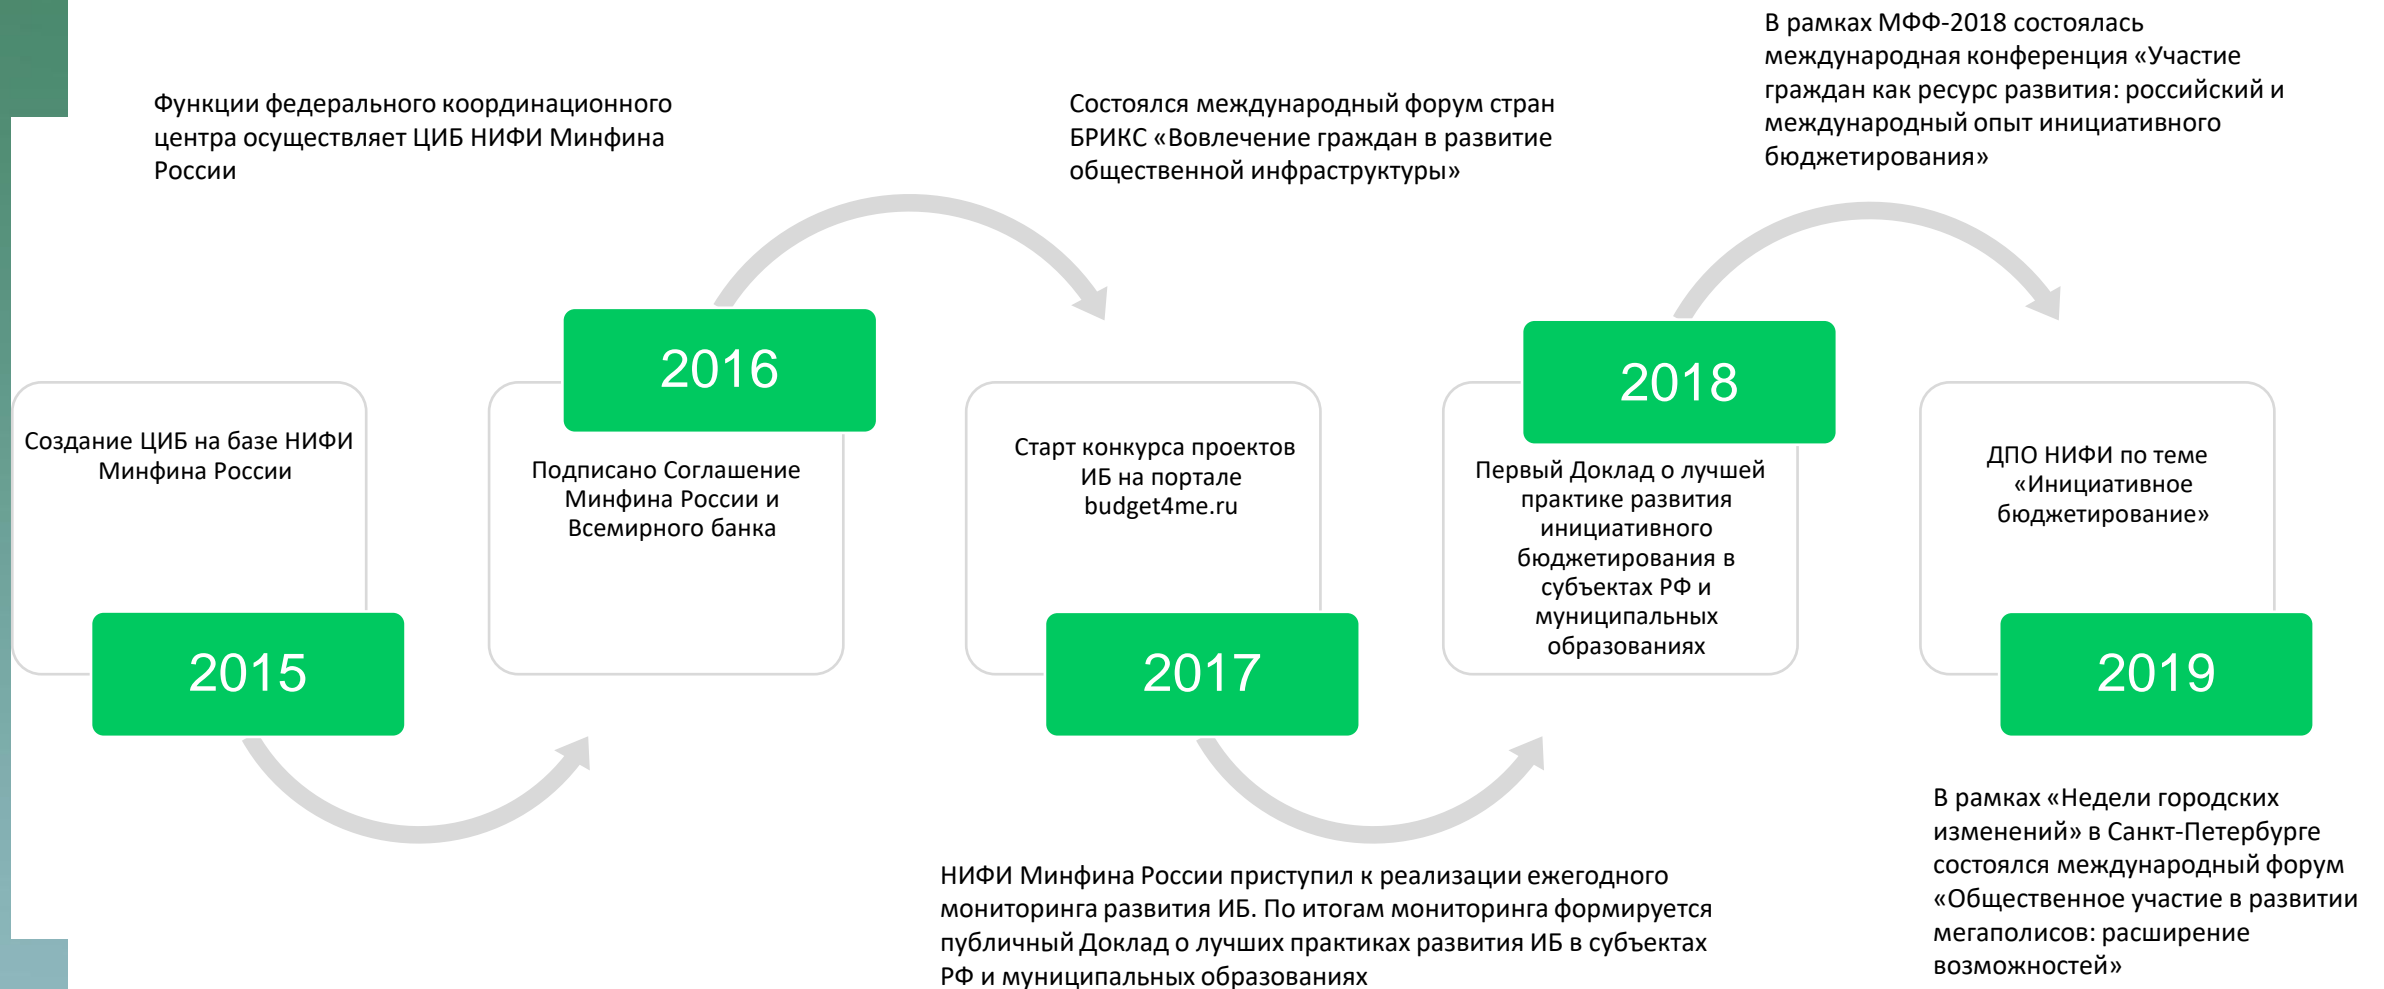 Функции федерального координационного
центра осуществляет ЦИБ НИФИ Минфина
России
Состоялся международный форум стран
БРИКС «Вовлечение граждан в развитие
общественной инфраструктуры»
В рамках МФФ-2018 состоялась
международная конференция «Участие
граждан как ресурс развития: российский и
международный опыт инициативного
бюджетирования»
Создание ЦИБ на базе НИФИ
Минфина России
2015
2016
Подписано Соглашение
Минфина России и
Всемирного банка
Старт конкурса проектов
ИБ на портале
budget4me.ru
2017
2018
Первый Доклад о лучшей
практике развития
инициативного
бюджетирования в
субъектах РФ и
муниципальных
образованиях
ДПО НИФИ по теме
«Инициативное
бюджетирование»
2019
НИФИ Минфина России приступил к реализации ежегодного
мониторинга развития ИБ. По итогам мониторинга формируется
публичный Доклад о лучших практиках развития ИБ в субъектах
РФ и муниципальных образованиях
В рамках «Недели городских
изменений» в Санкт-Петербурге
состоялся международный форум
«Общественное участие в развитии
мегаполисов: расширение
возможностей»